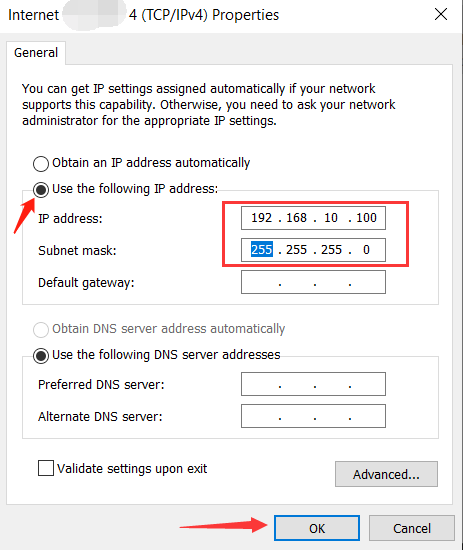 Internet 4 (TCP/IPv4) Properties
General
You can get IP settings assigned automatically if your network
supports this capability. Otherwise, you need to ask your network
administrator for the appropriate IP settings.
Obtain an IP address automatically
Use the following IP address:
IP address: 192 . 168 . 10 . 100
Subnet mask: 255 . 255 . 255 . 0
Default gateway: . . .
Obtain DNS server address automatically
Use the following DNS server addresses
Preferred DNS server: . . .
Alternate DNS server: . . .
Validate settings upon exit
Advanced...
OK Cancel